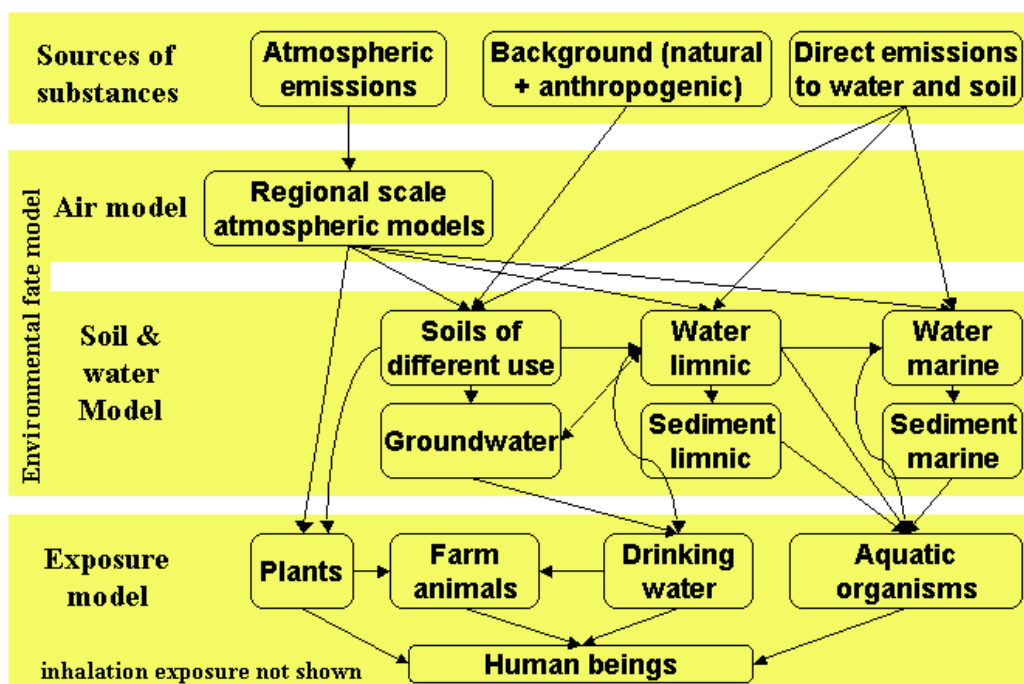 Sources of
substances
Atmospheric
emissions
Background (natural
+ anthropogenic)
Direct emissions
to water and soil
Environmental fate model
Air model
Regional scale
atmospheric models
Soil &
water
Model
Soils of
different use
Water
limnic
Water
marine
Groundwater
Sediment
limnic
Sediment
marine
Exposure
model
Plants
Farm
animals
Drinking
water
Aquatic
organisms
inhalation exposure not shown
Human beings